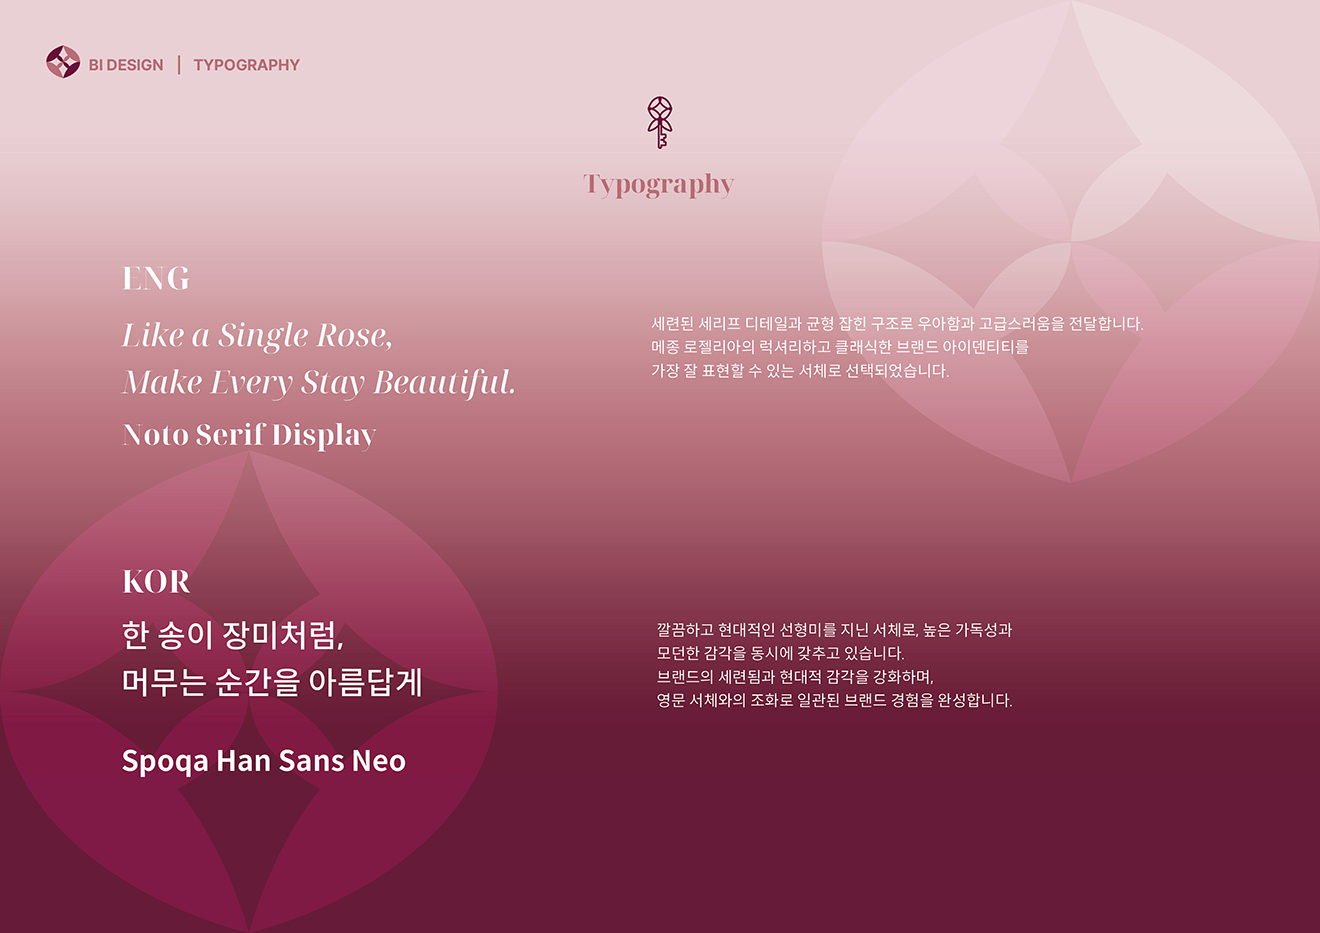 BI DESIGN | TYPOGRAPHY
Typography
ENG
Like a Single Rose,
Make Every Stay Beautiful.
Noto Serif Display
세련된 세리프 디테일과 균형 잡힌 구조로 우아함과 고급스러움을 전달합니다.
메종 로젤리아의 럭셔리하고 클래식한 브랜드 아이덴티티를
가장 잘 표현할 수 있는 서체로 선택되었습니다.
KOR
한 송이 장미처럼,
머무는 순간을 아름답게
Spoqa Han Sans Neo
깔끔하고 현대적인 선형미를 지닌 서체로, 높은 가독성과
모던한 감각을 동시에 갖추고 있습니다.
브랜드의 세련됨과 현대적 감각을 강화하며,
영문 서체와의 조화로 일관된 브랜드 경험을 완성합니다.